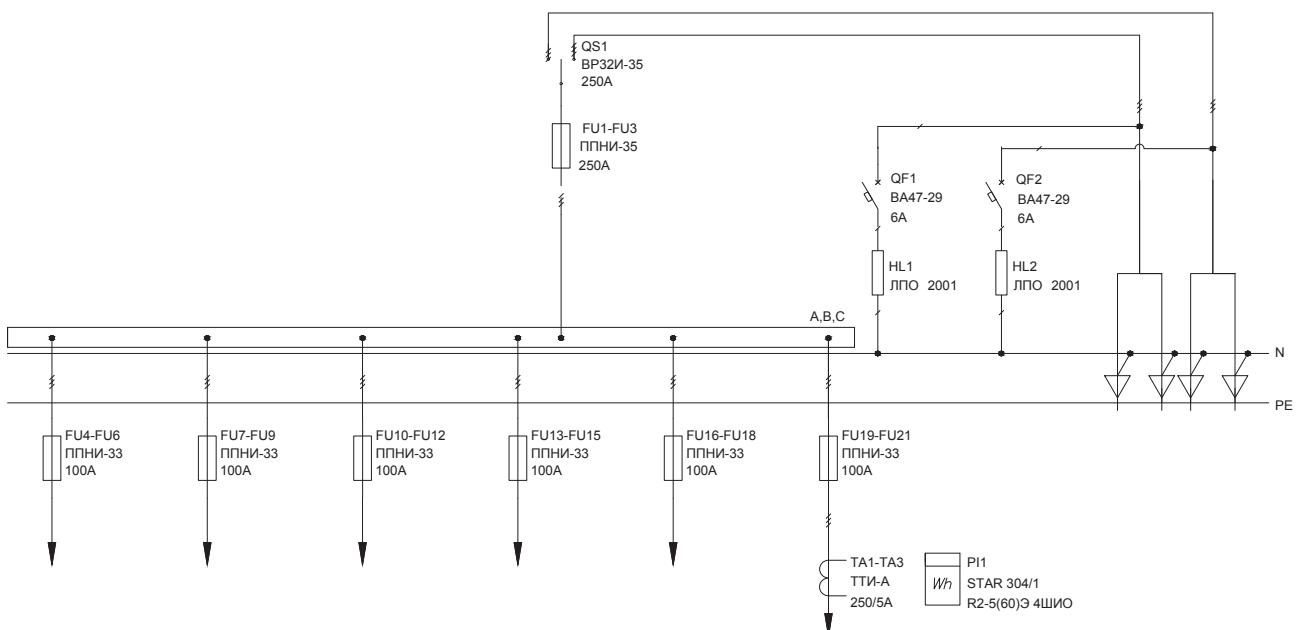 QS1
ВР32И-35
250А
FU1-FU3
ППНИ-35
250А
QF1
ВА47-29
6А
QF2
ВА47-29
6А
HL1
ЛПО 2001
HL2
ЛПО 2001
A,B,C
N
PE
FU4-FU6
ППНИ-33
100А
FU7-FU9
ППНИ-33
100А
FU10-FU12
ППНИ-33
100А
FU13-FU15
ППНИ-33
100А
FU16-FU18
ППНИ-33
100А
FU19-FU21
ППНИ-33
100А
TA1-TA3
ТТИ-А
250/5А
Wh
PI1
STAR 304/1
R2-5(60)Э 4ШИО